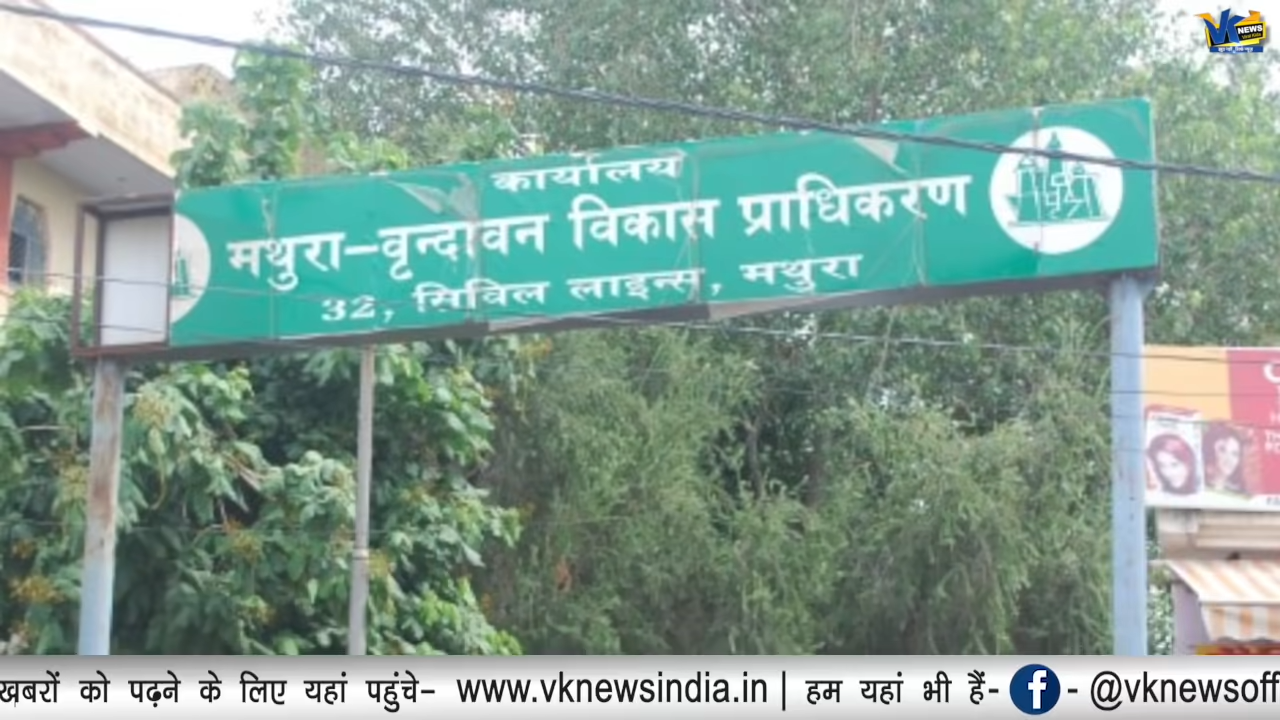 VK NEWS
कार्यालय
मथुरा-वृन्दावन विकास प्राधिकरण
32, सिविल लाइन्स, मथुरा
ख़बरों को पढ़ने के लिए यहां पहुंचे- www.vknewsindia.in | हम यहां भी हैं- f - @vknewsoff